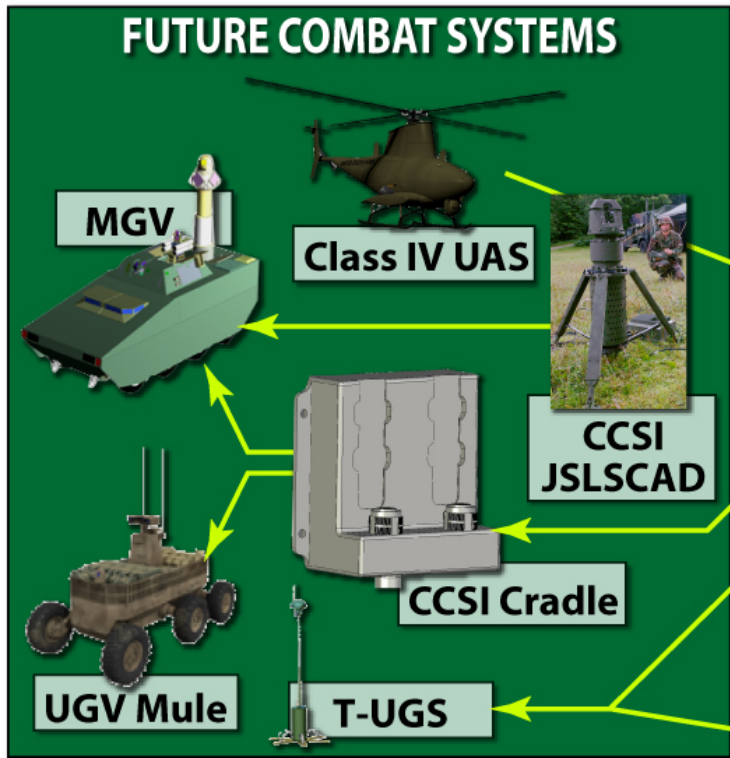 FUTURE COMBAT SYSTEMS
MGV
Class IV UAS
CCSI
JSLSCAD
CCSI Cradle
UGV Mule
T-UGS